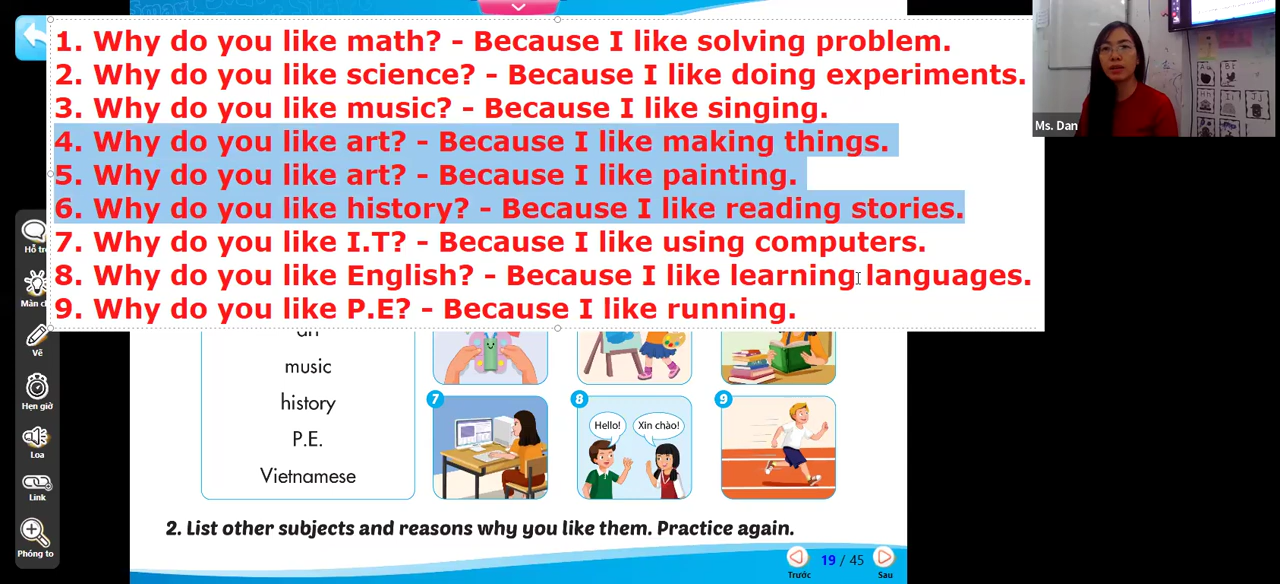 1. Why do you like math? - Because I like solving problem.
2. Why do you like science? - Because I like doing experiments.
3. Why do you like music? - Because I like singing.
4. Why do you like art? - Because I like making things.
5. Why do you like art? - Because I like painting.
6. Why do you like history? - Because I like reading stories.
7. Why do you like I.T? - Because I like using computers.
8. Why do you like English? - Because I like learning languages.
9. Why do you like P.E? - Because I like running.
Ms. Dan
Hỗ trợ
Vẽ
Hẹn giờ
Loa
Link
Phóng to
music
history
P.E.
Vietnamese
7
8
9
Hello!
Xin chào!
2. List other subjects and reasons why you like them. Practice again.
Trước
19 / 45
Sau